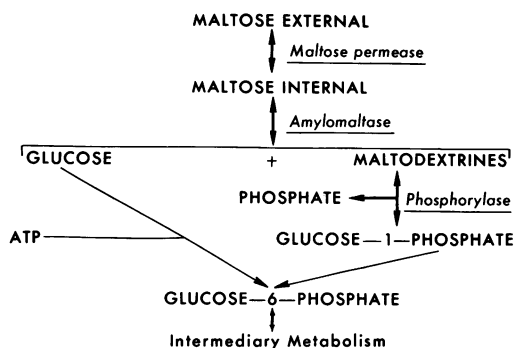 MALTOSE EXTERNAL
Maltose permease
MALTOSE INTERNAL
Amylomaltase
GLUCOSE + MALTODEXTRINES
PHOSPHATE Phosphorylase
ATP GLUCOSE—1—PHOSPHATE
GLUCOSE—6—PHOSPHATE
Intermediary Metabolism